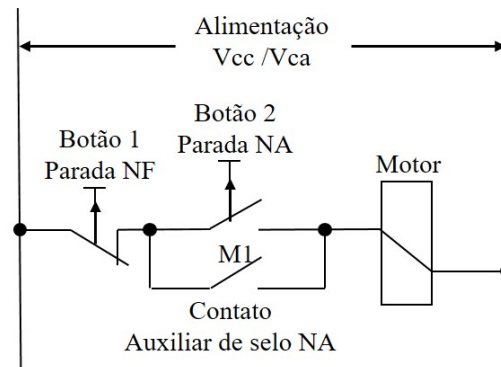 Alimentação
Vcc /Vca
Botão 1
Parada NF
Botão 2
Parada NA
Motor
M1
Contato
Auxiliar de selo NA